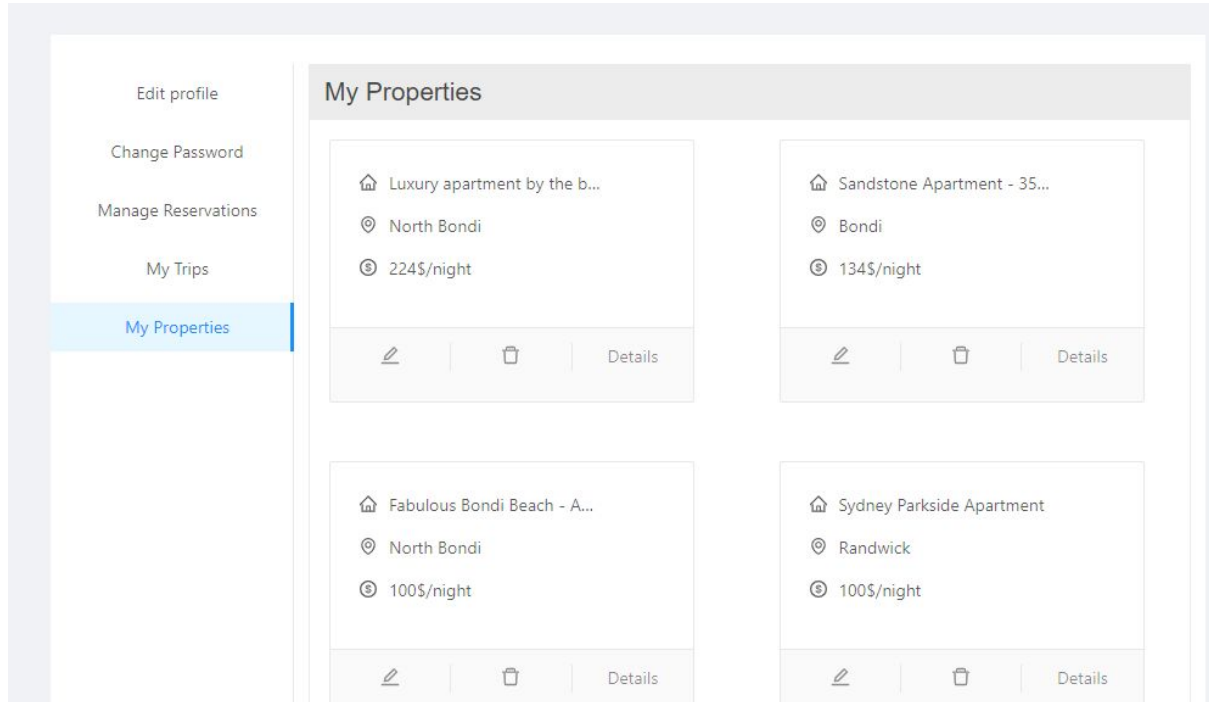 Edit profile
Change Password
Manage Reservations
My Trips
My Properties
My Properties
Luxury apartment by the b...
North Bondi
224$/night
Details
Sandstone Apartment - 35...
Bondi
134$/night
Details
Fabulous Bondi Beach - A...
North Bondi
100$/night
Details
Sydney Parkside Apartment
Randwick
100$/night
Details